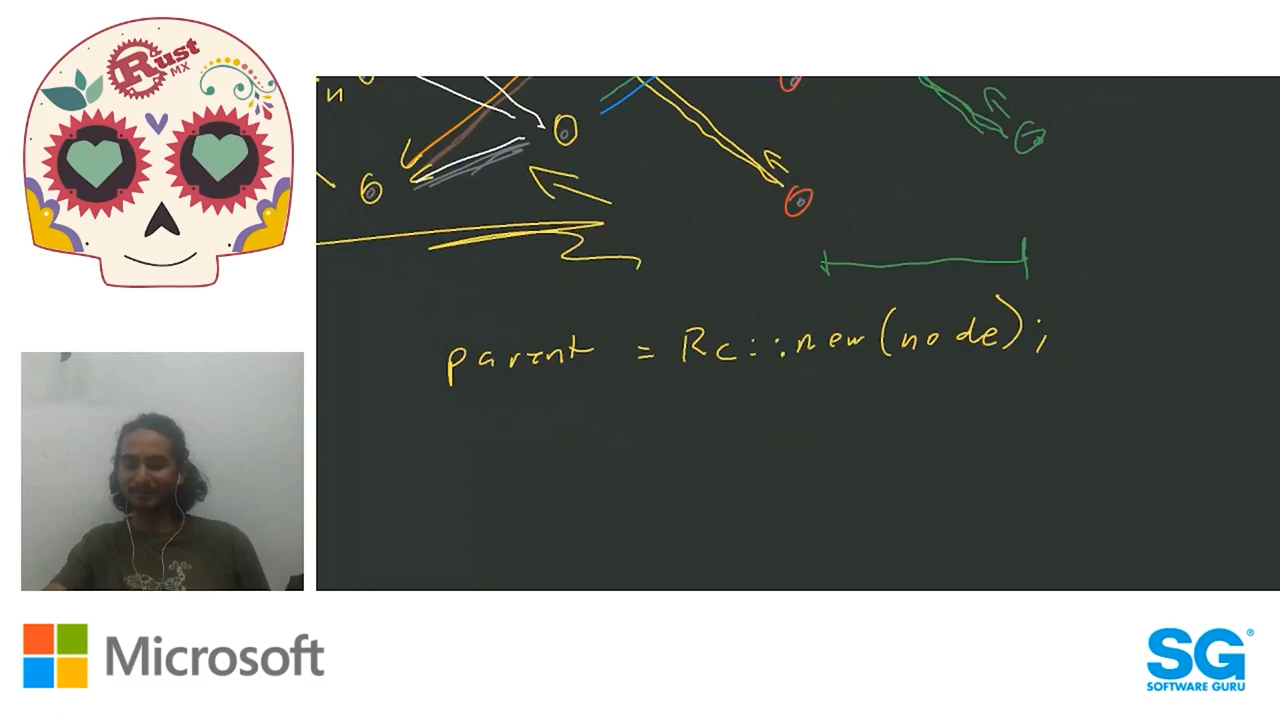 Rust
MX
n
parent = Rc::new(node);
Microsoft
SG®
SOFTWARE GURU